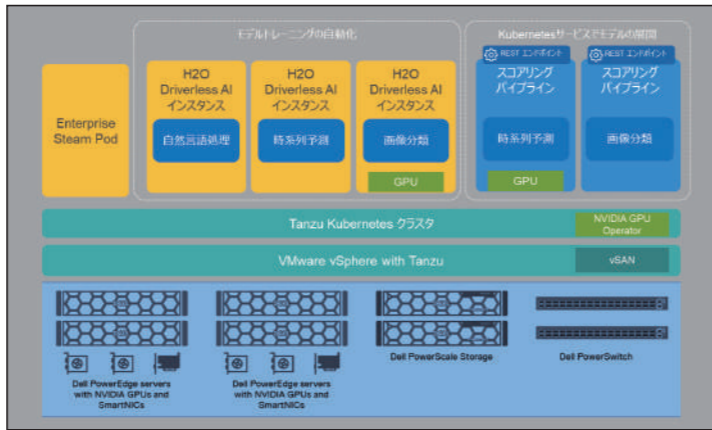 モデルトレーニングの自動化
Kubernetesサービスでモデルの展開
Enterprise
Steam Pod
H2O
Driverless AI
インスタンス
自然言語処理
H2O
Driverless AI
インスタンス
時系列予測
H2O
Driverless AI
インスタンス
画像分類
GPU
REST エンドポイント
スコアリング
パイプライン
時系列予測
GPU
REST エンドポイント
スコアリング
パイプライン
画像分類
Tanzu Kubernetes クラスタ
NVIDIA GPU
Operator
VMware vSphere with Tanzu
vSAN
Dell PowerEdge servers
with NVIDIA GPUs and
SmartNICs
Dell PowerEdge servers
with NVIDIA GPUs and
SmartNICs
Dell PowerScale Storage
Dell PowerSwitch